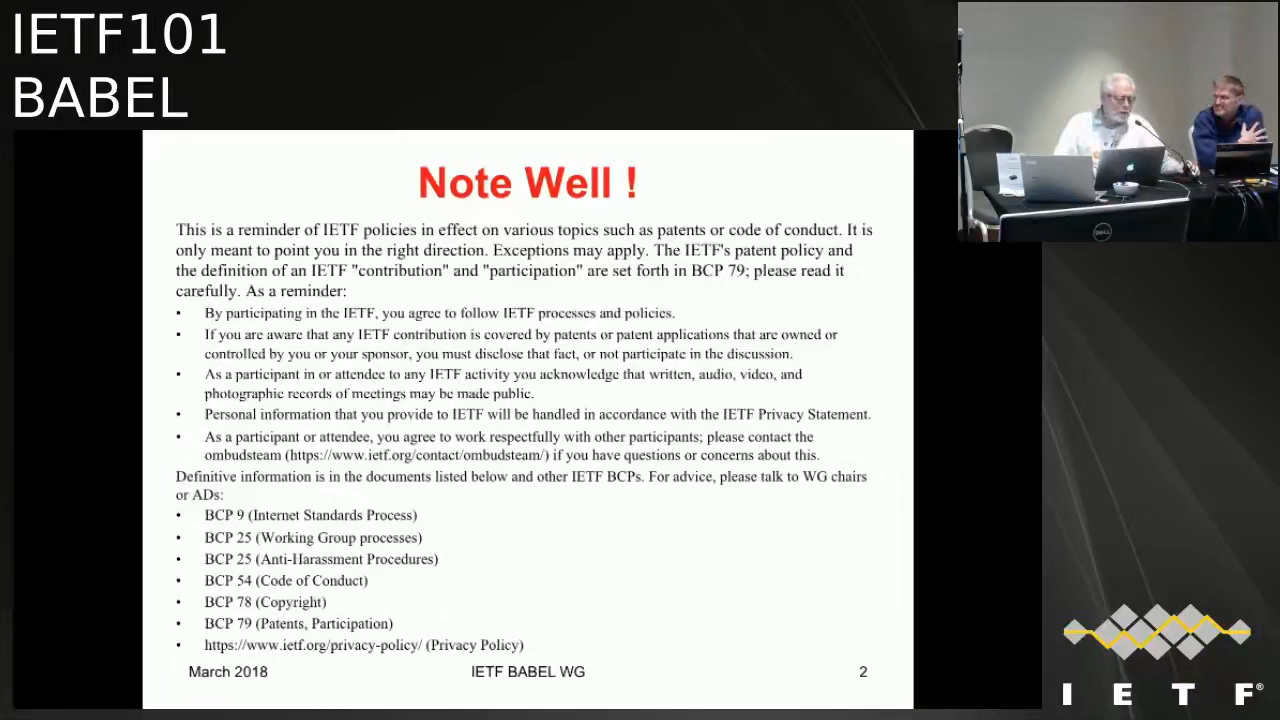 IETF101
BABEL
Note Well !
This is a reminder of IETF policies in effect on various topics such as patents or code of conduct. It is
only meant to point you in the right direction. Exceptions may apply. The IETF's patent policy and
the definition of an IETF "contribution" and "participation" are set forth in BCP 79; please read it
carefully. As a reminder:
• By participating in the IETF, you agree to follow IETF processes and policies.
• If you are aware that any IETF contribution is covered by patents or patent applications that are owned or
controlled by you or your sponsor, you must disclose that fact, or not participate in the discussion.
• As a participant in or attendee to any IETF activity you acknowledge that written, audio, video, and
photographic records of meetings may be made public.
• Personal information that you provide to IETF will be handled in accordance with the IETF Privacy Statement.
• As a participant or attendee, you agree to work respectfully with other participants; please contact the
ombudsteam (https://www.ietf.org/contact/ombudsteam/) if you have questions or concerns about this.
Definitive information is in the documents listed below and other IETF BCPs. For advice, please talk to WG chairs
or ADs:
• BCP 9 (Internet Standards Process)
• BCP 25 (Working Group processes)
• BCP 25 (Anti-Harassment Procedures)
• BCP 54 (Code of Conduct)
• BCP 78 (Copyright)
• BCP 79 (Patents, Participation)
• https://www.ietf.org/privacy-policy/ (Privacy Policy)
March 2018 IETF BABEL WG 2
DELL
I E T F®